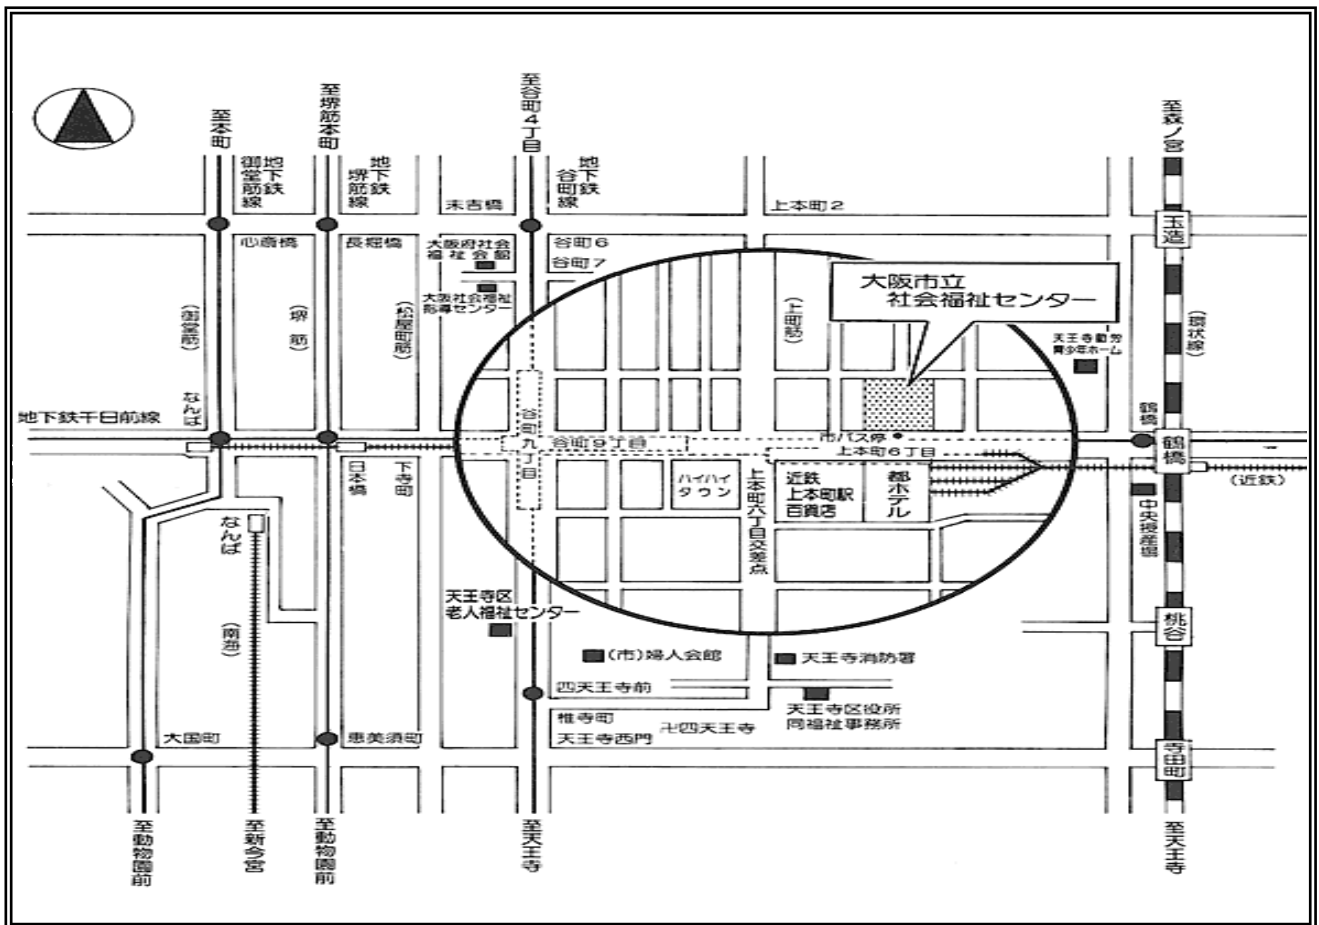 至本町
至堺筋本町
至谷町4丁目
至森ノ宮
地下鉄
御堂筋線
地下鉄
堺筋線
地下鉄
谷町線
末吉橋
上本町2
玉造
心斎橋
長堀橋
大阪府社会
福祉会館
谷町6
谷町7
大阪市立
社会福祉センター
大阪社会福祉
指導センター
(御堂筋)
(堺筋)
(松屋町筋)
(上町筋)
(環状線)
天王寺勤労
青少年ホーム
なんば
地下鉄千日前線
谷町九丁目
谷町9丁目
市バス停
上本町6丁目
鶴橋
鶴橋
日本橋
下寺町
ハイハイ
タウン
上本町六丁目交差点
近鉄
上本町駅
百貨店
都ホテル
(近鉄)
中央授産場
なんば
天王寺区
老人福祉センター
(南海)
桃谷
(市)婦人会館
天王寺消防署
四天王寺前
天王寺区役所
同福祉事務所
椎寺町
卍四天王寺
天王寺西門
大国町
恵美須町
寺田町
至動物園前
至新今宮
至動物園前
至天王寺
至天王寺